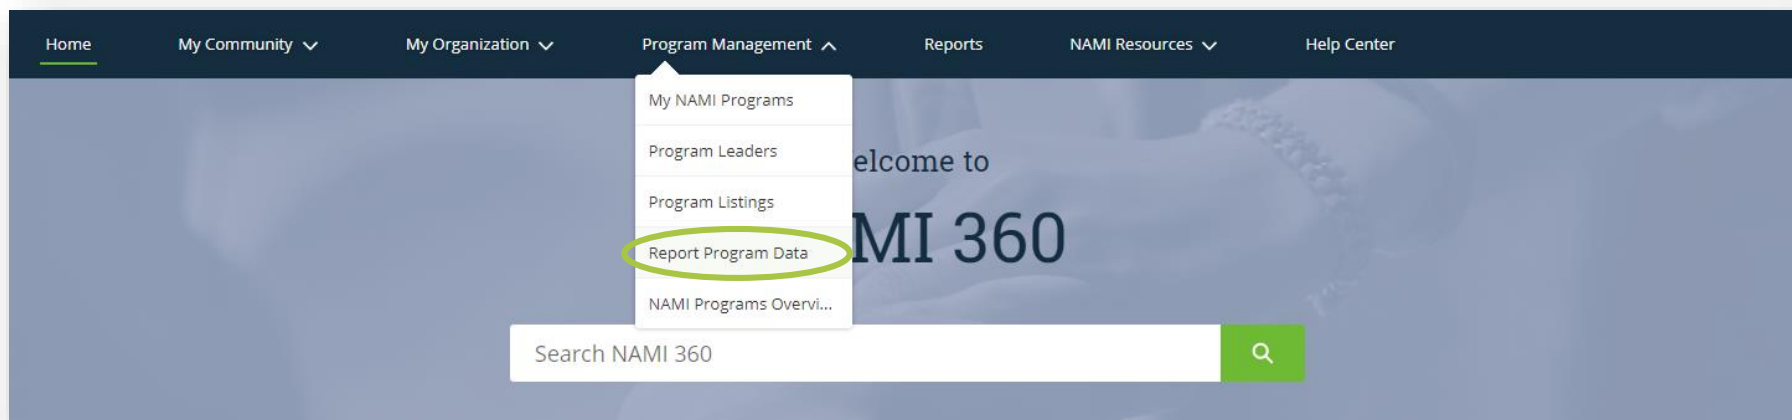 Home My Community My Organization Program Management Reports NAMI Resources Help Center
My NAMI Programs
Program Leaders
elcome to
Program Listings
MI 360
Report Program Data
NAMI Programs Overvi...
Search NAMI 360